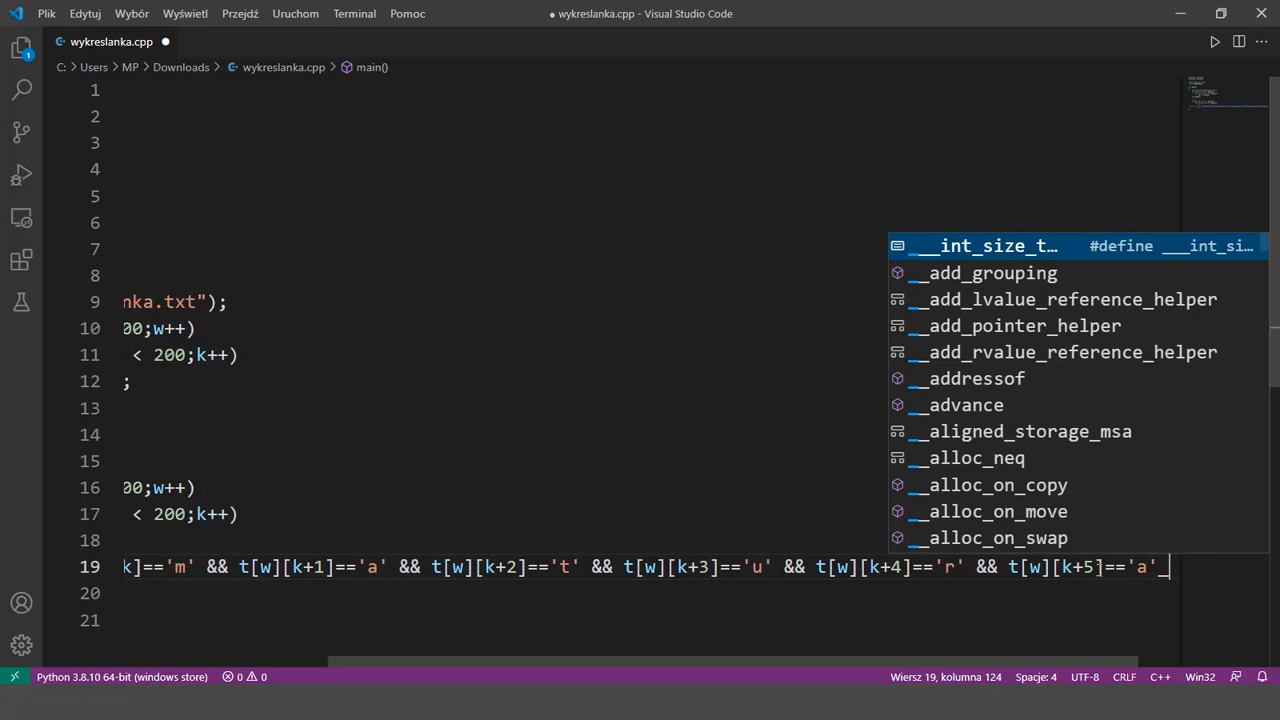 Plik Edytuj Wybór Wyświetl Przejdź Uruchom Terminal Pomoc ● wykreslanka.cpp - Visual Studio Code
wykreslanka.cpp ●
C: > Users > MP > Downloads > wykreslanka.cpp > main()
1
2
3
4
5
6
7
8
9 nka.txt");
10 00;w++)
11 < 200;k++)
12 ;
13
14
15
16 00;w++)
17 < 200;k++)
18
19 k]=='m' && t[w][k+1]=='a' && t[w][k+2]=='t' && t[w][k+3]=='u' && t[w][k+4]=='r' && t[w][k+5]=='a'_
20
21
___int_size_t… #define ___int_si…
__add_grouping
__add_lvalue_reference_helper
__add_pointer_helper
__add_rvalue_reference_helper
__addressof
__advance
__aligned_storage_msa
__alloc_neq
__alloc_on_copy
__alloc_on_move
__alloc_on_swap
1
Python 3.8.10 64-bit (windows store) 0 0 Wiersz 19, kolumna 124 Spacje: 4 UTF-8 CRLF C++ Win32